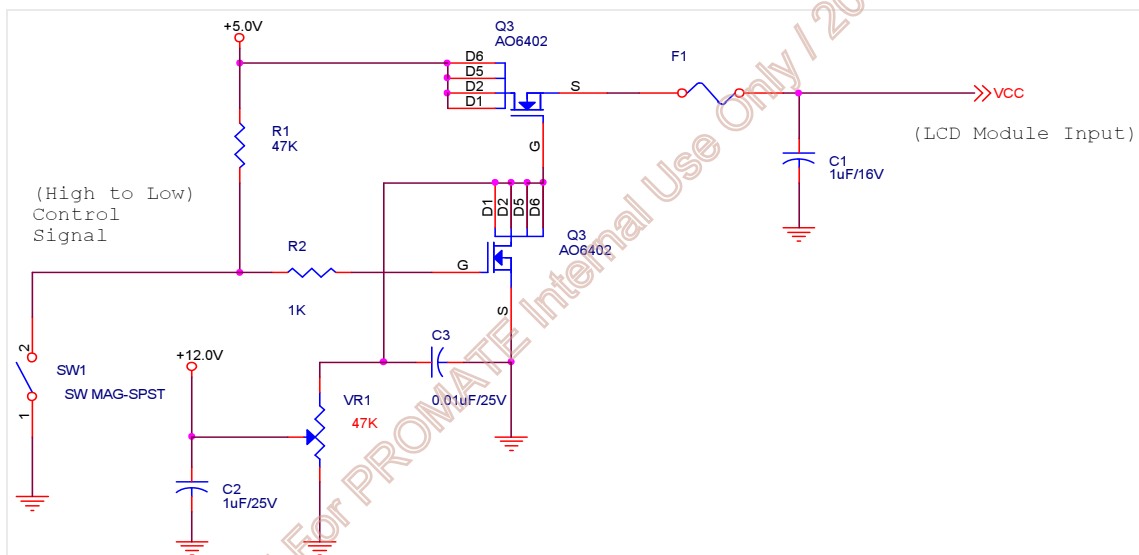 +5.0V
Q3
AO6402
D6
D5
D2
D1
S
G
F1
VCC
(LCD Module Input)
R1
47K
C1
1uF/16V
(High to Low)
Control
Signal
D1
D2
D5
D6
Q3
AO6402
R2
1K
G
S
C3
0.01uF/25V
2
SW1
SW MAG-SPST
1
+12.0V
VR1
47K
C2
1uF/25V
For PROMATE Internal Use Only / 20